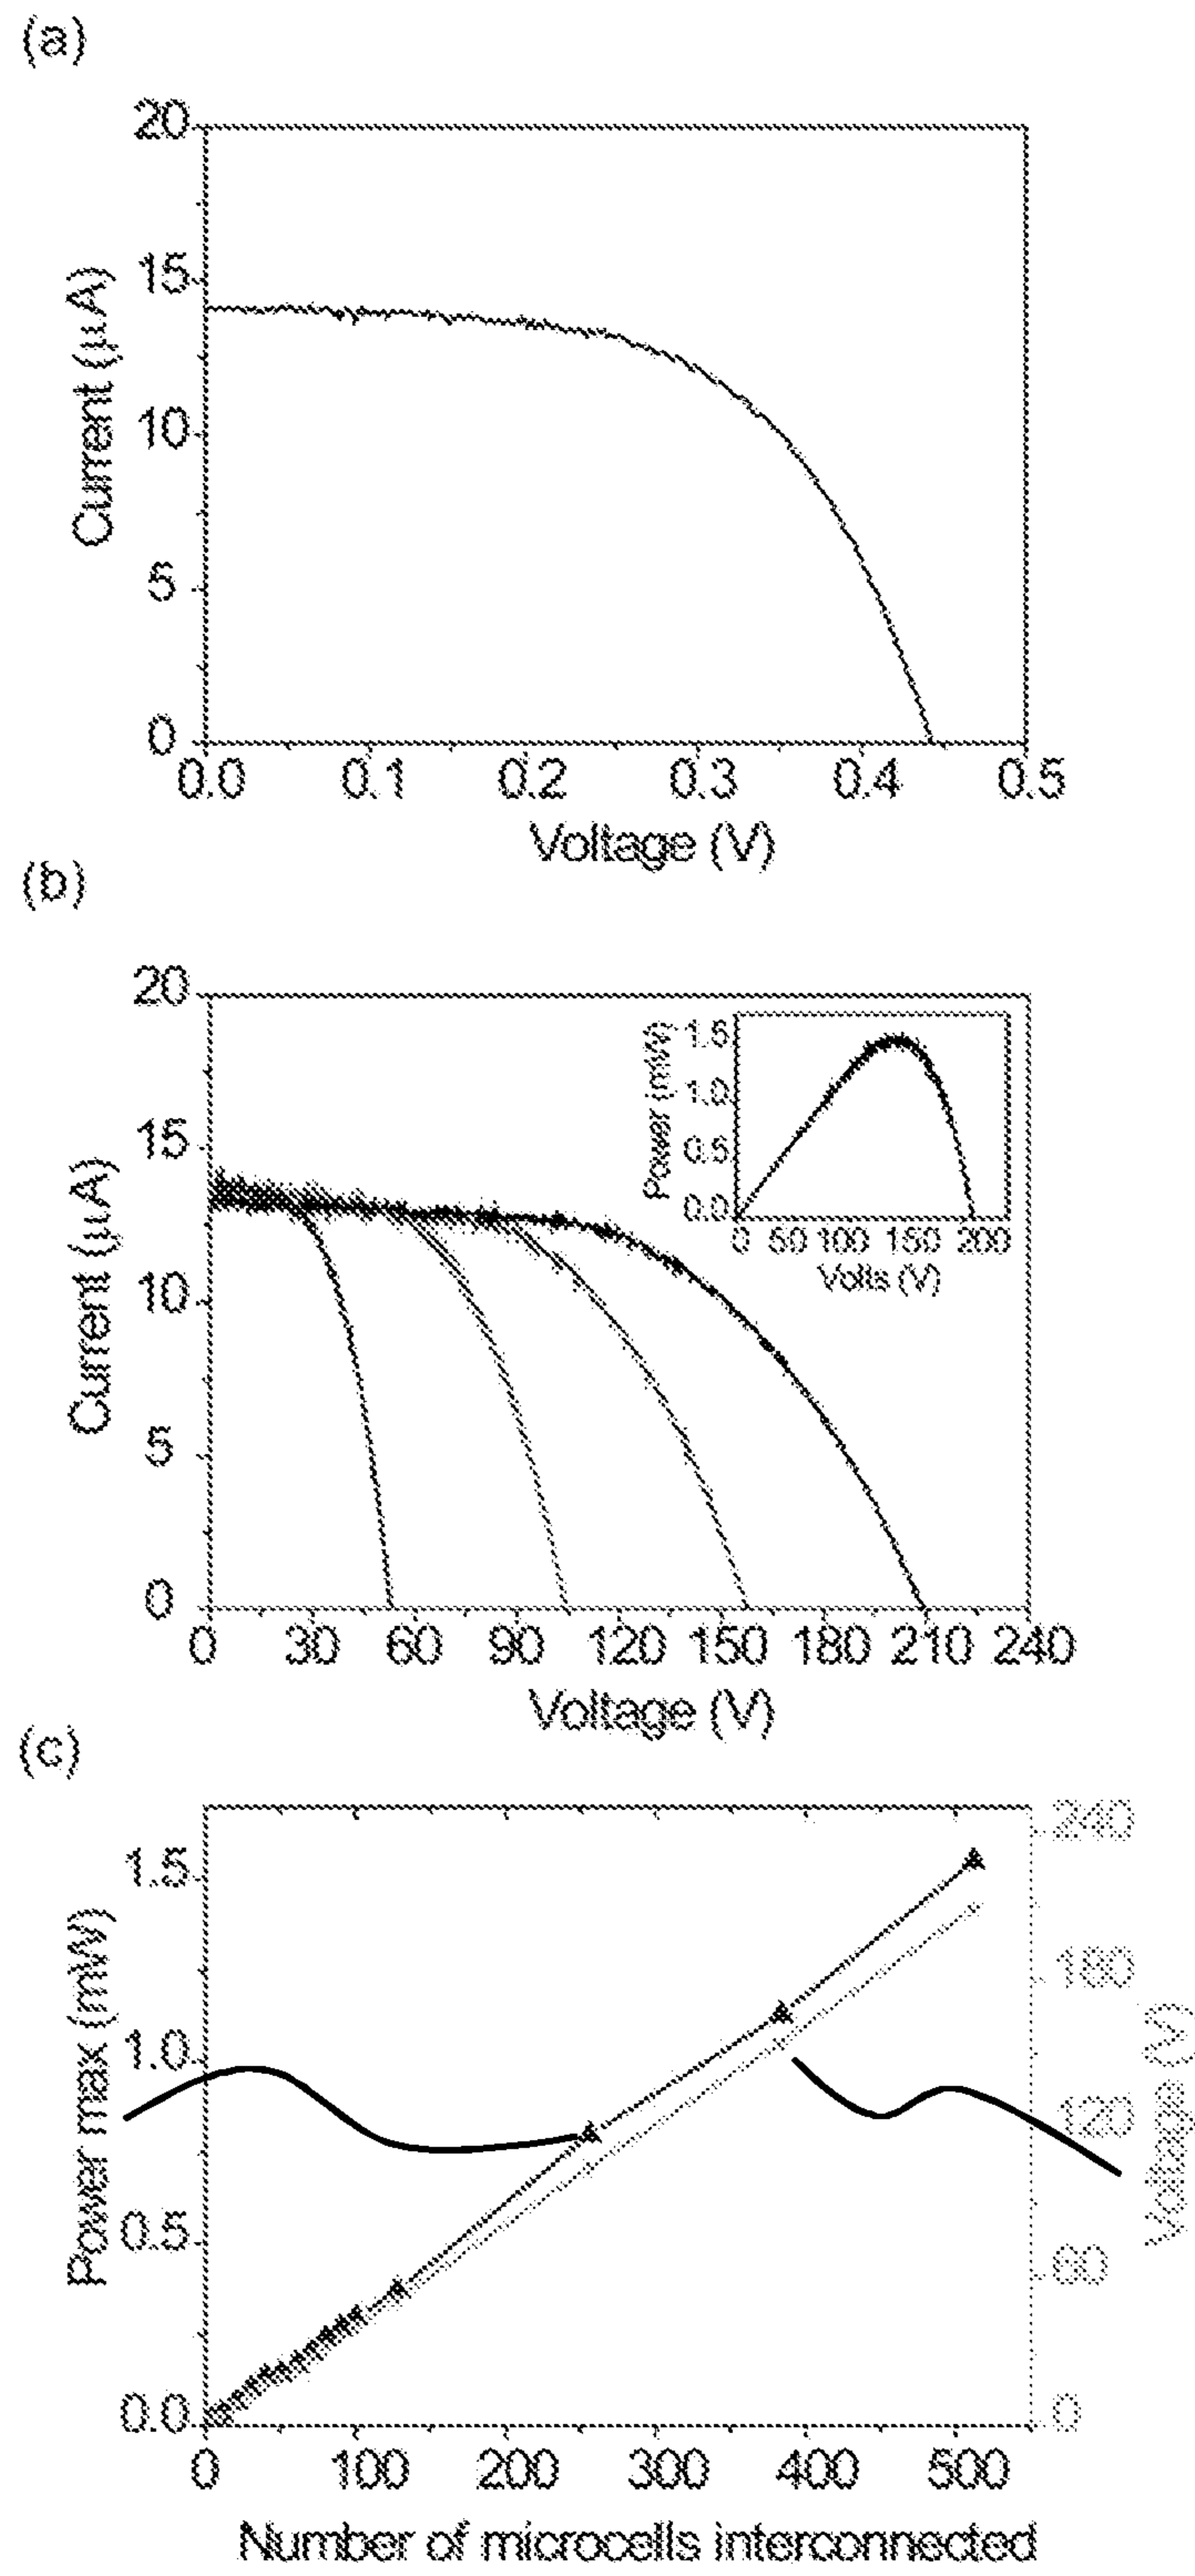 (a)
20
15
10
5
0
Current (μA)
0.0 0.1 0.2 0.3 0.4 0.5
Voltage (V)
(b)
20
15
10
5
0
Current (μA)
1.5
1.0
0.5
0.0
Power (mW)
0 50 100 150 200
Volts (V)
0 30 60 90 120 150 180 210 240
Voltage (V)
(c)
1.5
1.0
0.5
0.0
Power max (mW)
240
180
120
60
0
Voltage (V)
0 100 200 300 400 500
Number of microcells interconnected